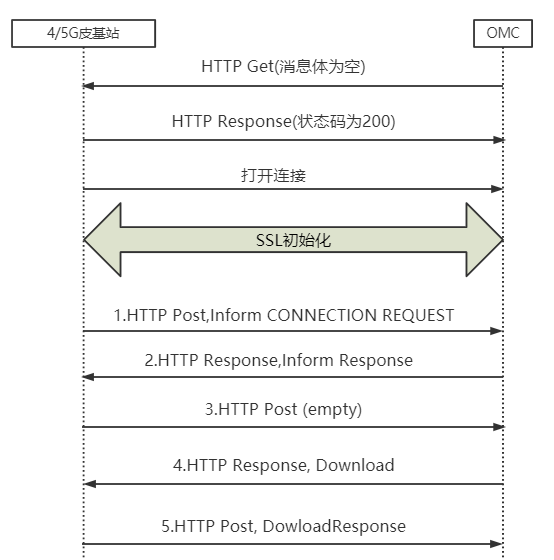 4/5G皮基站
OMC
HTTP Get(消息体为空)
HTTP Response(状态码为200)
打开连接
SSL初始化
1.HTTP Post,Inform CONNECTION REQUEST
2.HTTP Response,Inform Response
3.HTTP Post (empty)
4.HTTP Response, Download
5.HTTP Post, DowloadResponse